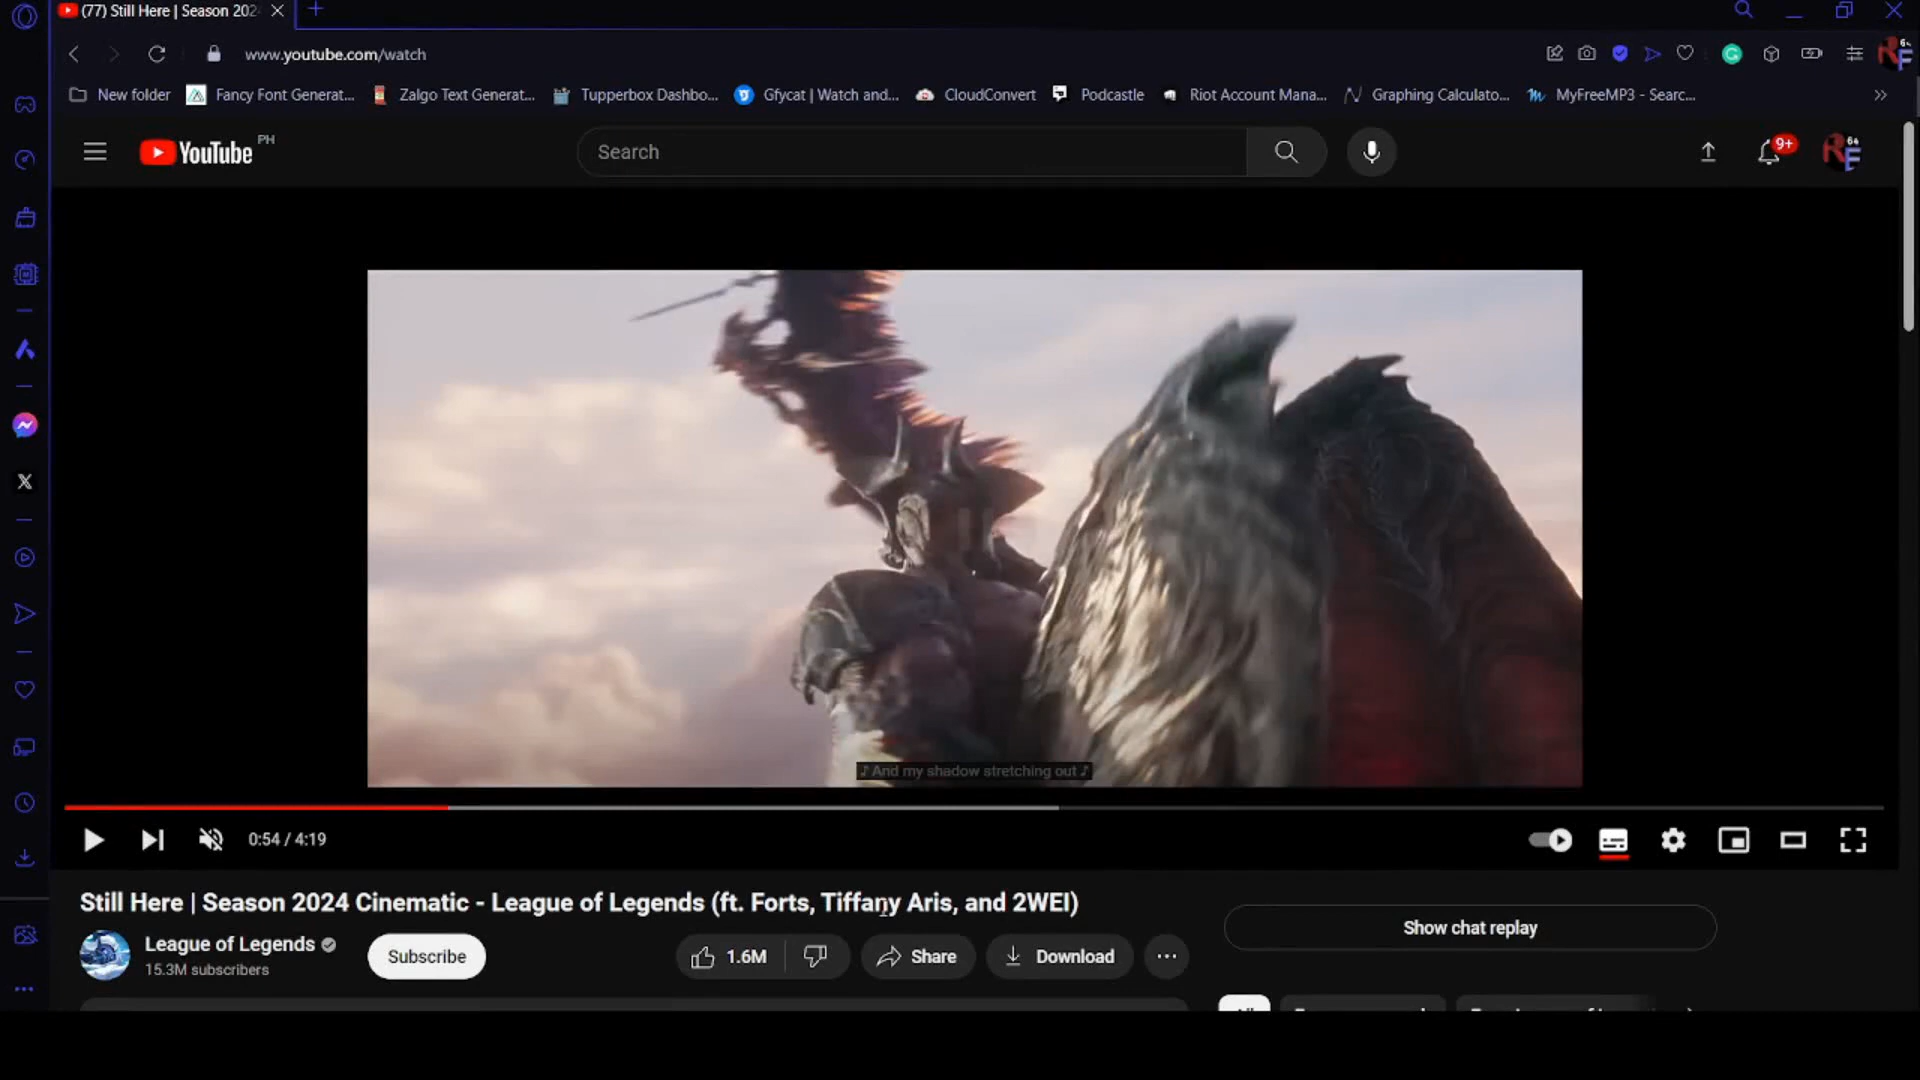 (77) Still Here | Season 202
www.youtube.com/watch
New folder
Fancy Font Generat...
Zalgo Text Generat...
Tupperbox Dashbo...
Gfycat | Watch and...
CloudConvert
Podcastle
Riot Account Mana...
Graphing Calculato...
MyFreeMP3 - Searc...
YouTube PH
Search
9+
♪ And my shadow stretching out ♪
0:54 / 4:19
Still Here | Season 2024 Cinematic - League of Legends (ft. Forts, Tiffany Aris, and 2WEI)
Show chat replay
League of Legends
15.3M subscribers
Subscribe
1.6M
Share
Download